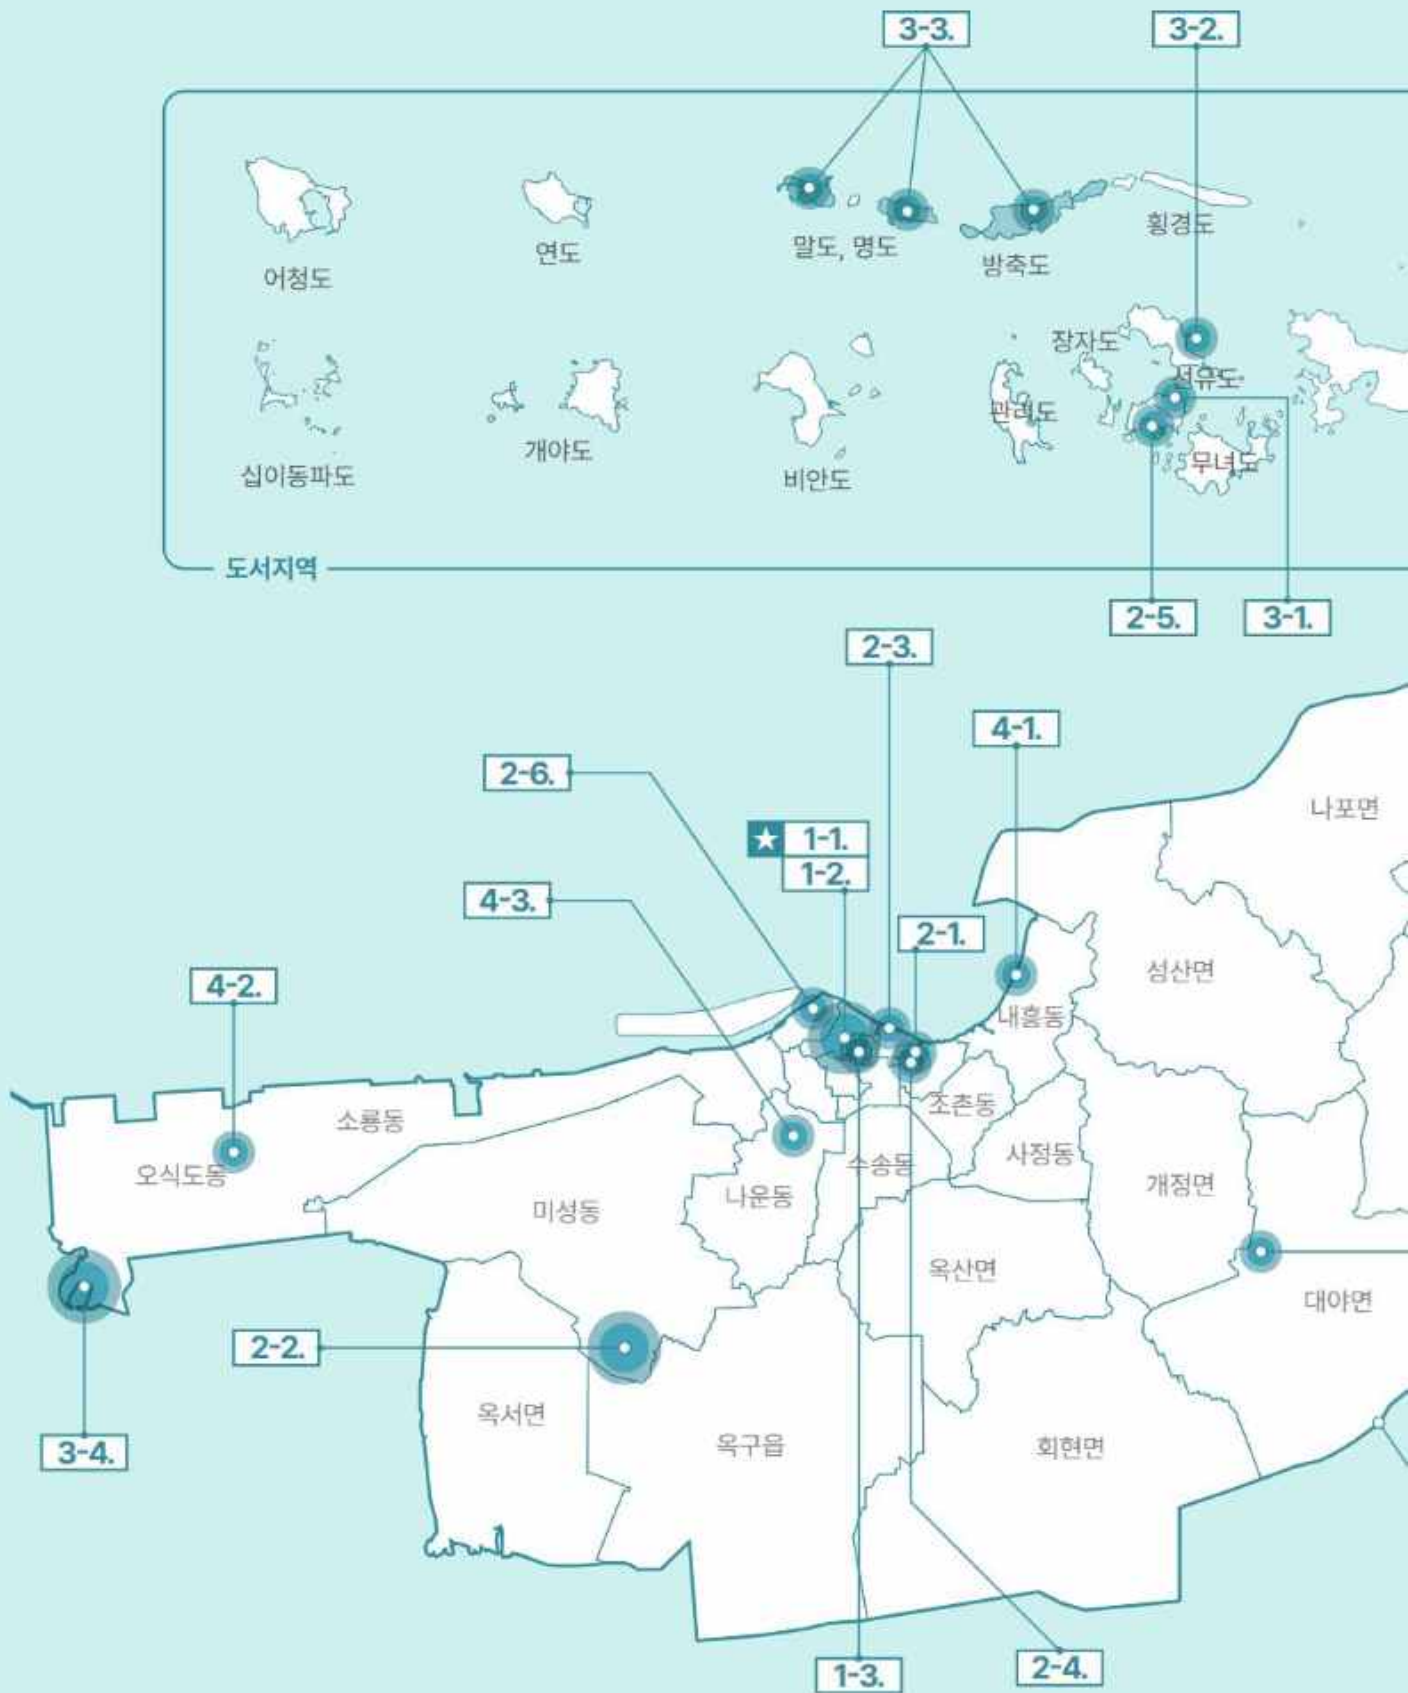 3-3.
3-2.
어청도
연도
말도, 명도
방축도
횡경도
십이동파도
개야도
비안도
관리도
장자도
선유도
무녀도
도서지역
2-5.
3-1.
2-3.
4-1.
2-6.
★ 1-1.
1-2.
4-3.
2-1.
4-2.
나포면
성산면
내흥동
소룡동
오식도동
조촌동
수송동
사정동
개정면
미성동
나운동
옥산면
대야면
2-2.
옥서면
옥구읍
회현면
3-4.
1-3.
2-4.